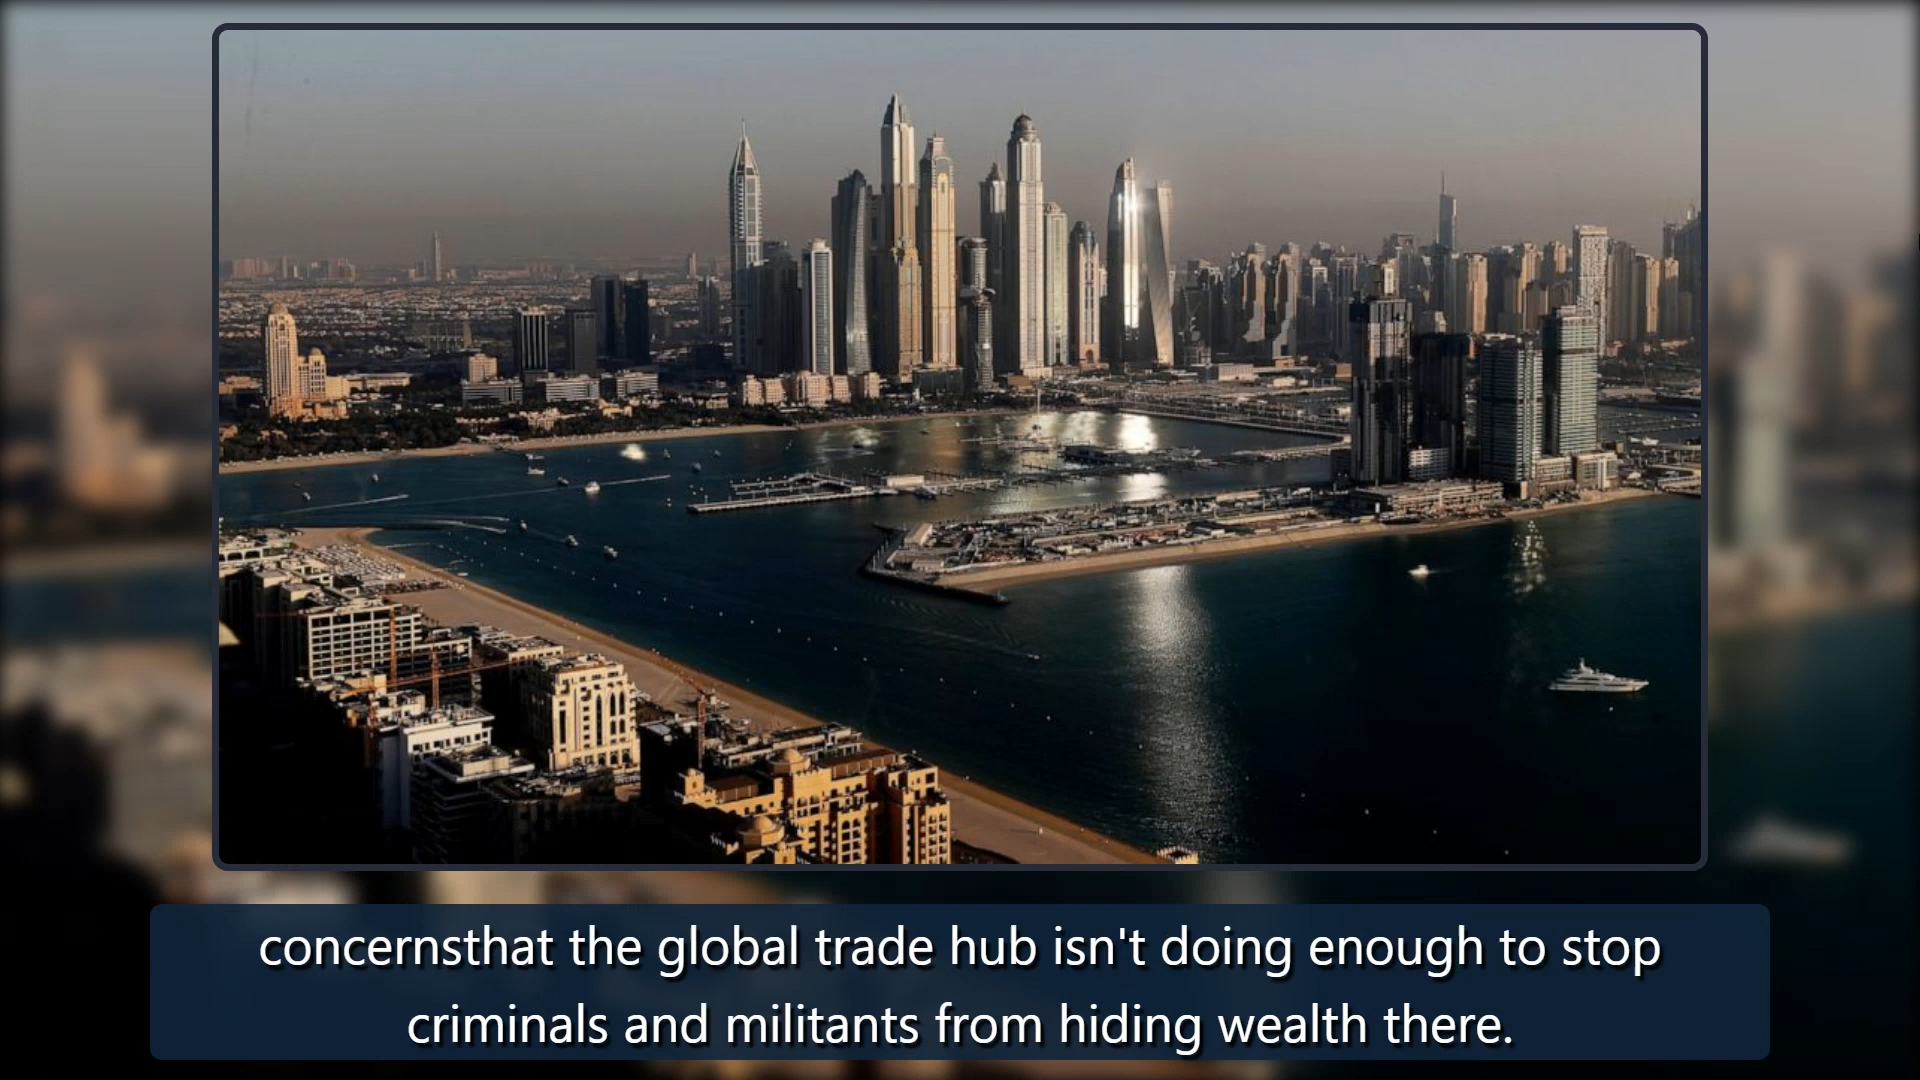 concernsthat the global trade hub isn't doing enough to stop
criminals and militants from hiding wealth there.